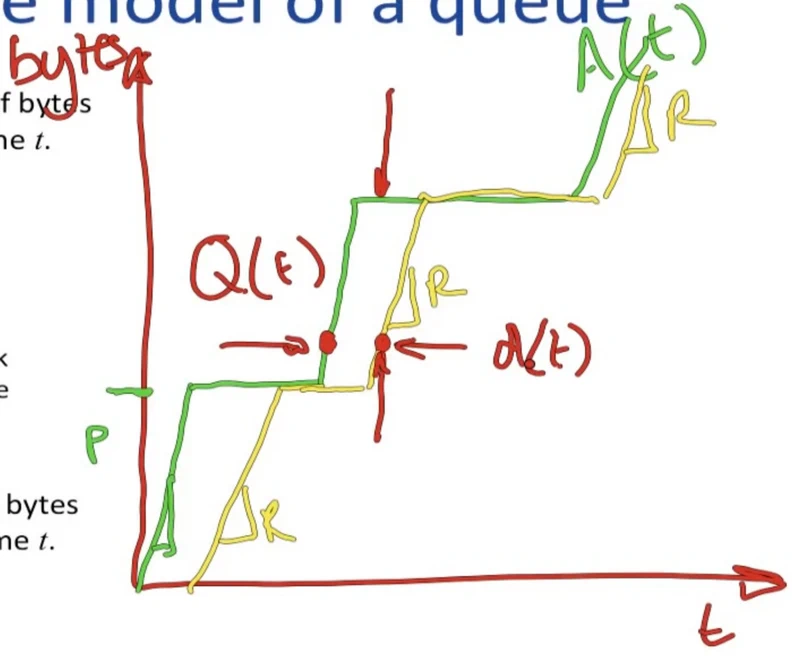 e model of a queue
bytes
f bytes
ne t.
A(t)
R
Q(t)
R
d(t)
k
e
P
bytes
ne t.
R
t